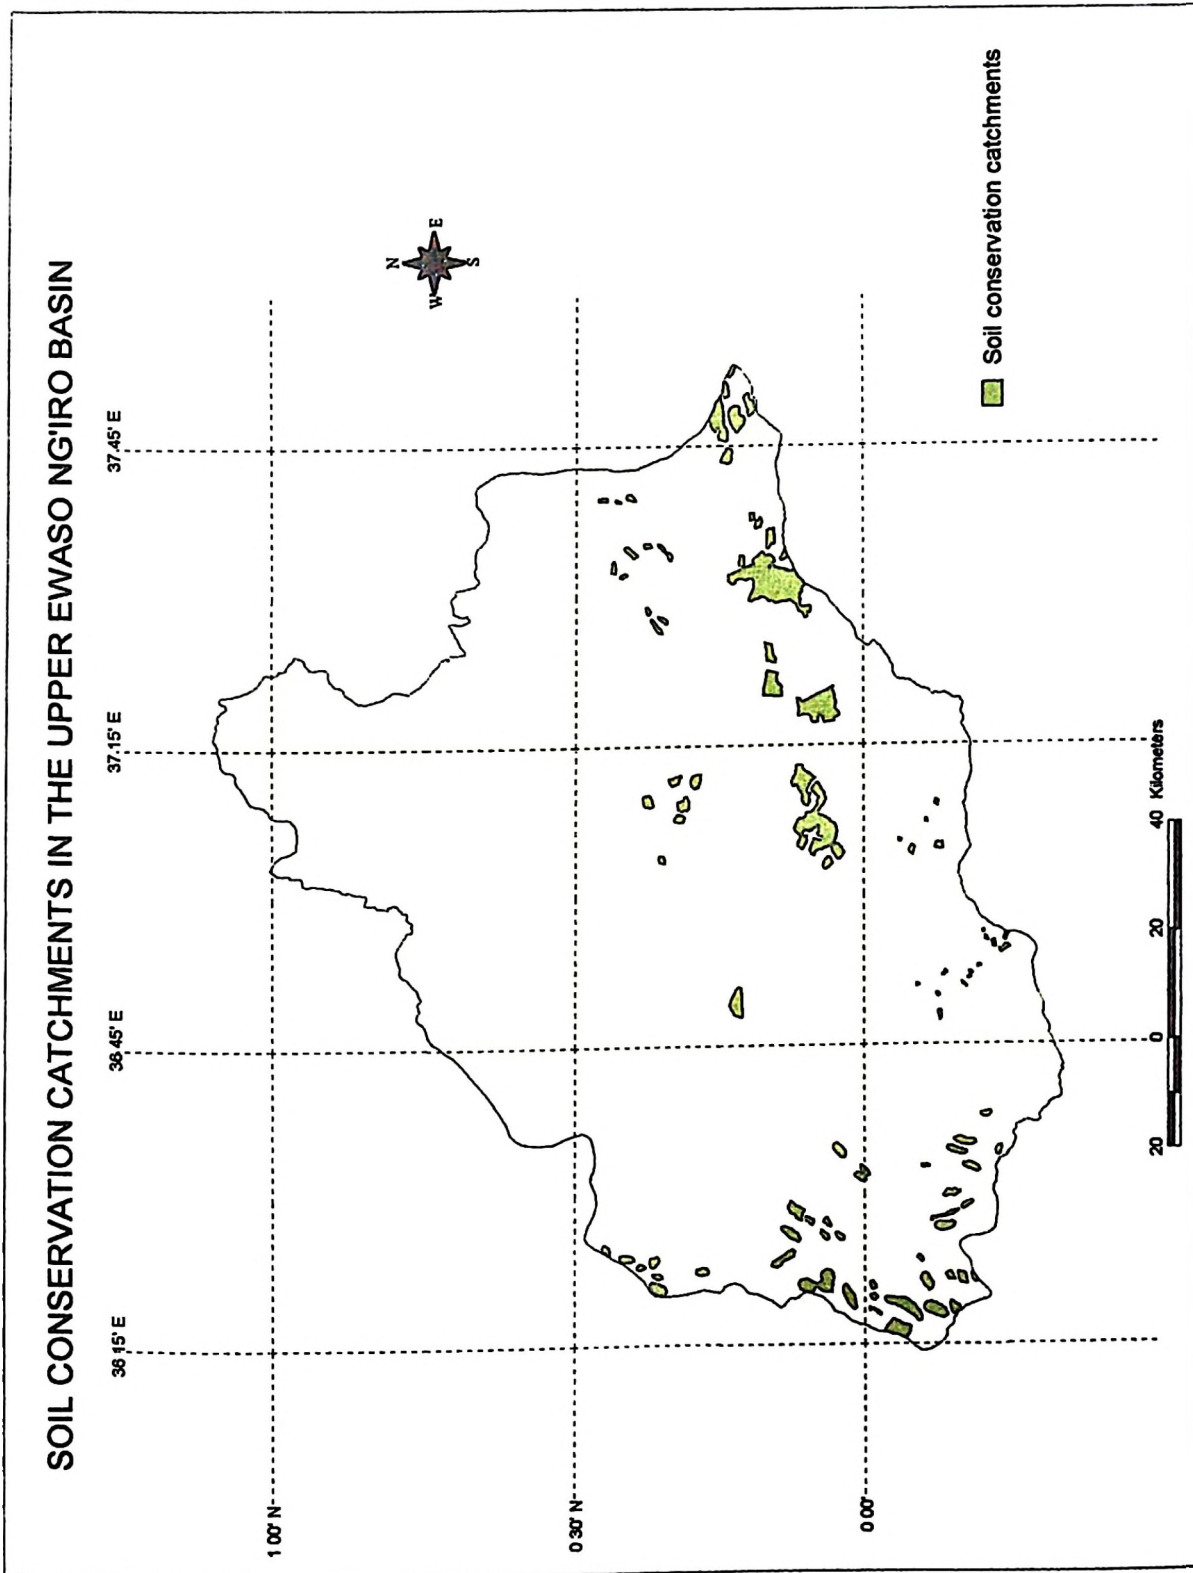 SOIL CONSERVATION CATCHMENTS IN THE UPPER EWASO NG'IRO BASIN
36 15' E
36 45' E
37 15' E
37 45' E
1 00' N
0 30' N
0 00'
N
W
E
S
Soil conservation catchments
20
0
20
40
Kilometers